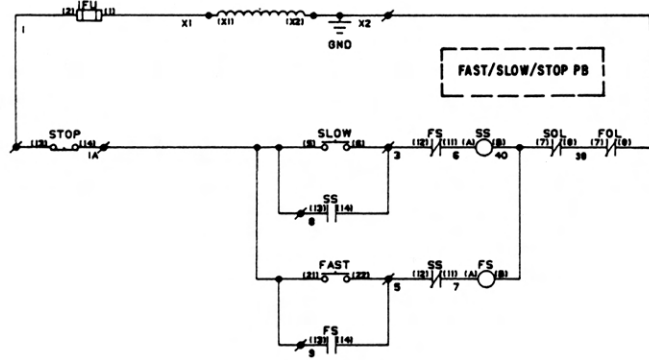 1FU
(2) (1)
1 X1 (X1) (X2) X2
GND
FAST/SLOW/STOP PB
STOP
(13) (14)
1A
SLOW FS SS SOL FOL
(5) (6) (12) (11) (A) (B) (7) (8) (7) (8)
3 6 40 38
SS
(13) (14)
8
FAST SS FS
(21) (22) (12) (11) (A) (B)
5 7
FS
(13) (14)
9